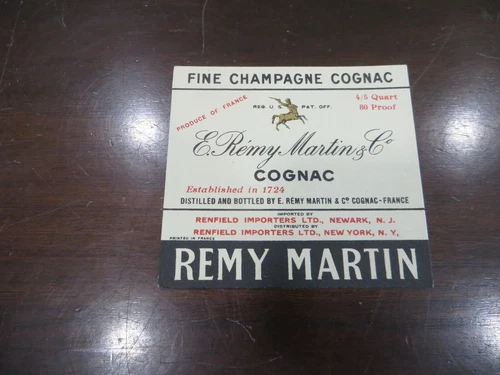 FINE CHAMPAGNE COGNAC
PRODUCE OF FRANCE
REG. U. S. PAT. OFF.
4/5 Quart
80 Proof
E. Rémy Martin & Co
COGNAC
Established in 1724
DISTILLED AND BOTTLED BY E. RÉMY MARTIN & Co COGNAC-FRANCE
IMPORTED BY
RENFIELD IMPORTERS LTD., NEWARK, N. J.
DISTRIBUTED BY
RENFIELD IMPORTERS LTD., NEW YORK, N. Y,
PRINTED IN FRANCE
REMY MARTIN